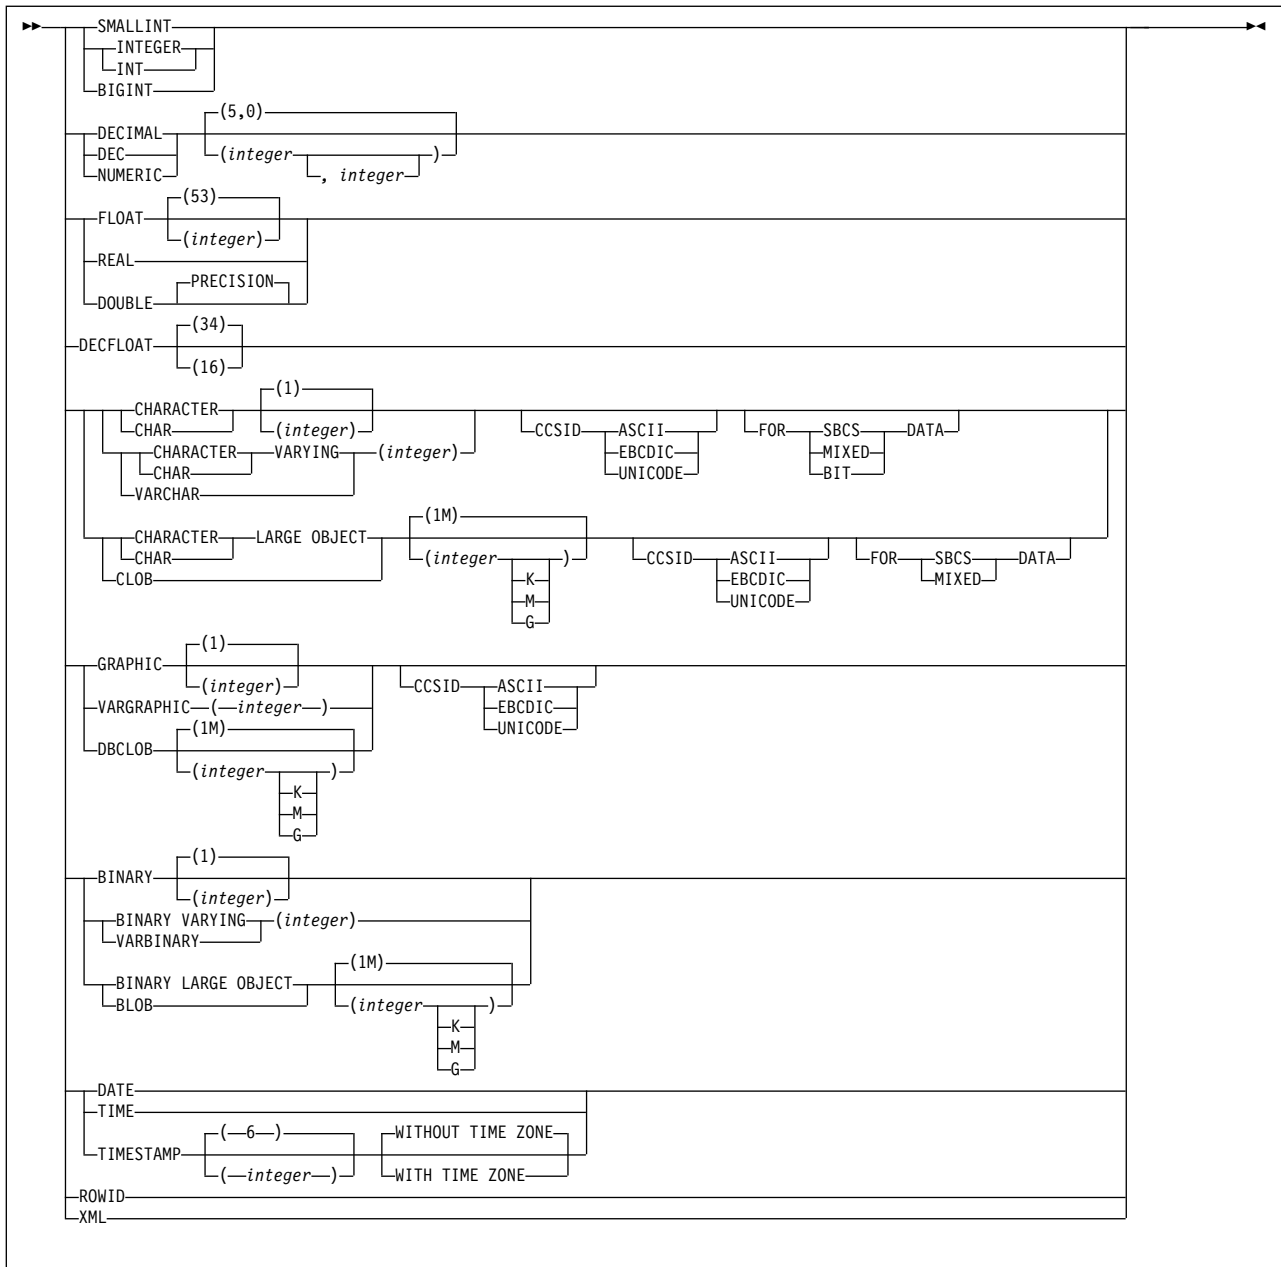 SMALLINT
INTEGER
INT
BIGINT
(5,0)
DECIMAL (integer , integer )
DEC
NUMERIC
(53)
FLOAT (integer)
REAL
PRECISION
DOUBLE
(34)
DECFLOAT (16)
(1)
CHARACTER (integer) CCSID ASCII FOR SBCS DATA
CHAR EBCDIC MIXED
CHARACTER VARYING (integer) UNICODE BIT
CHAR
VARCHAR
(1M)
CHARACTER LARGE OBJECT (integer ) CCSID ASCII FOR SBCS DATA
CHAR K EBCDIC MIXED
CLOB M UNICODE
G
(1)
GRAPHIC (integer) CCSID ASCII
VARGRAPHIC ( integer ) EBCDIC
(1M) UNICODE
DBCLOB (integer )
K
M
G
(1)
BINARY (integer)
BINARY VARYING (integer)
VARBINARY
(1M)
BINARY LARGE OBJECT (integer )
BLOB K
M
G
DATE
TIME
( 6 ) WITHOUT TIME ZONE
TIMESTAMP ( integer ) WITH TIME ZONE
ROWID
XML